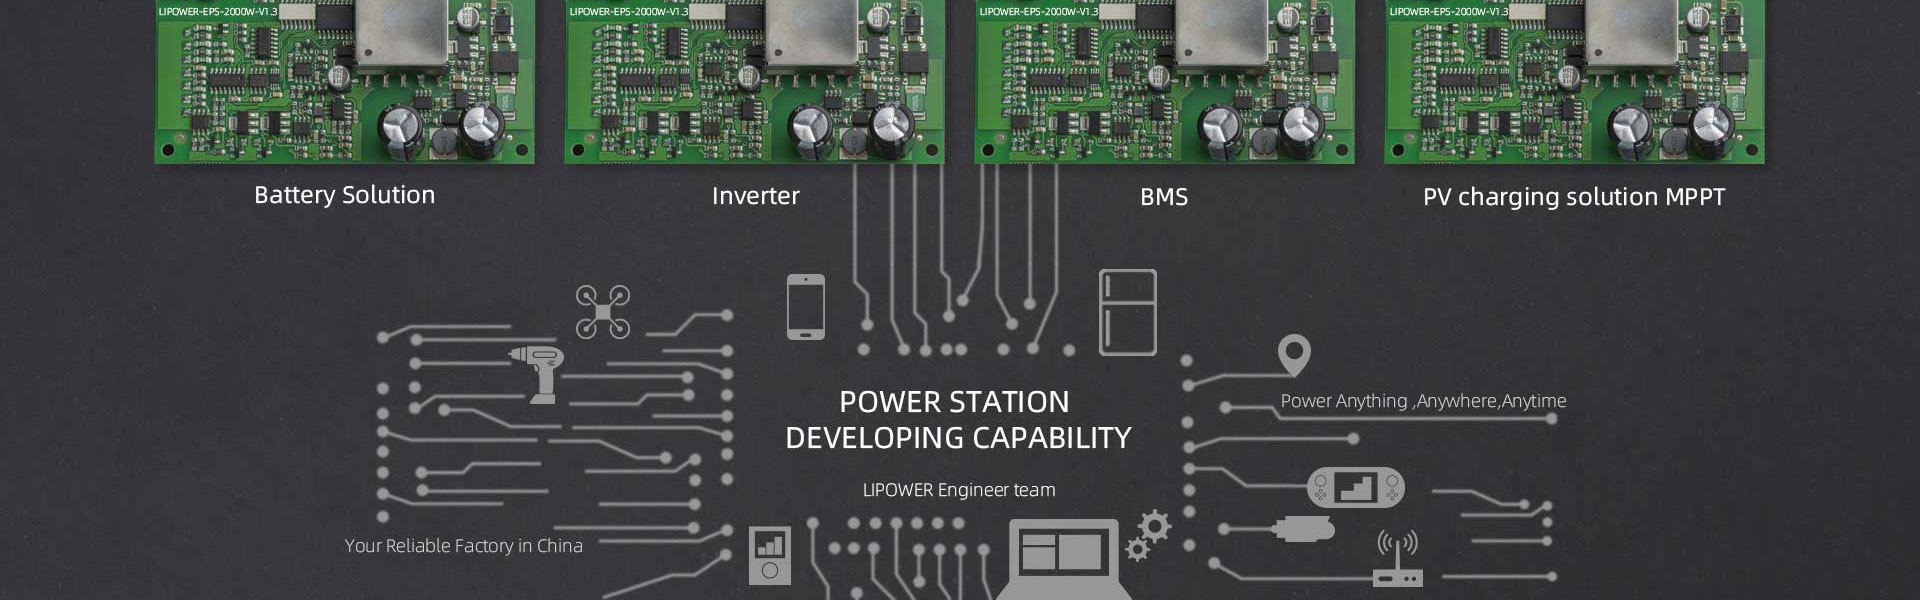 LIPOWER-EPS-2000W-V1.3
LIPOWER-EPS-2000W-V1.3
LIPOWER-EPS-2000W-V1.3
LIPOWER-EPS-2000W-V1.3
Battery Solution
Inverter
BMS
PV charging solution MPPT
POWER STATION
DEVELOPING CAPABILITY
Power Anything ,Anywhere,Anytime
LIPOWER Engineer team
Your Reliable Factory in China